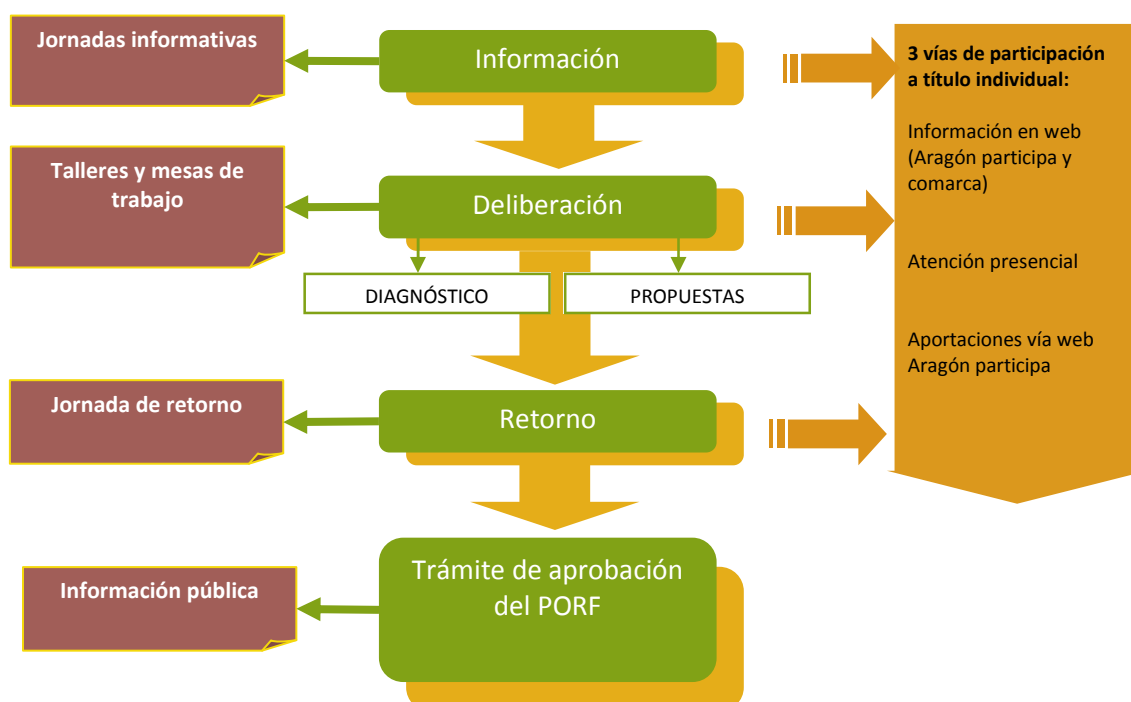 Jornadas informativas
Información
3 vías de participación
a título individual:
Información en web
(Aragón participa y
comarca)
Talleres y mesas de
trabajo
Deliberación
Atención presencial
DIAGNÓSTICO
PROPUESTAS
Aportaciones vía web
Aragón participa
Jornada de retorno
Retorno
Trámite de aprobación
del PORF
Información pública